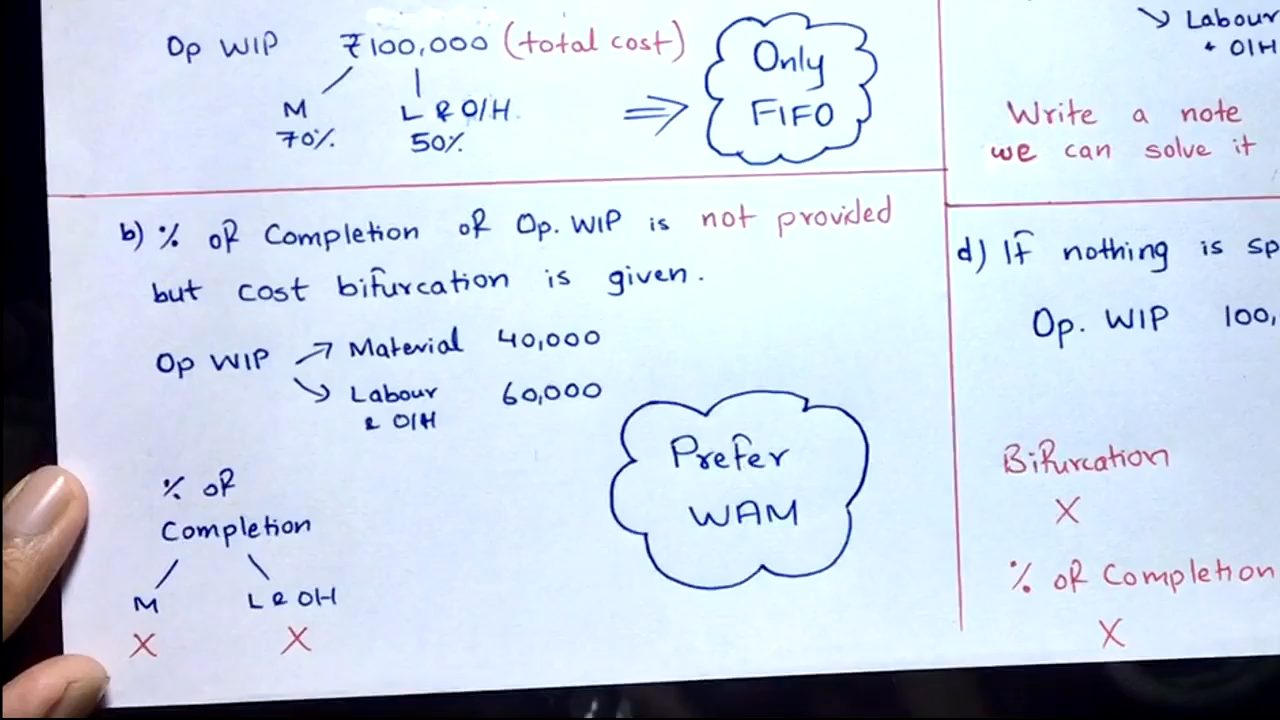 Op WIP ₹100,000 (total cost)
M L & O/H.
70% 50%
⇒ Only
FIFO
b) % of Completion of Op. WIP is not provided
but cost bifurcation is given.
Op WIP → Material 40,000
→ Labour 60,000
& O/H
% of
Completion
M L & OH
X X
Prefer
WAM
→ Labour
+ O/H
Write a note
we can solve it
d) If nothing is sp
Op. WIP 100,
Bifurcation
X
% of Completion
X